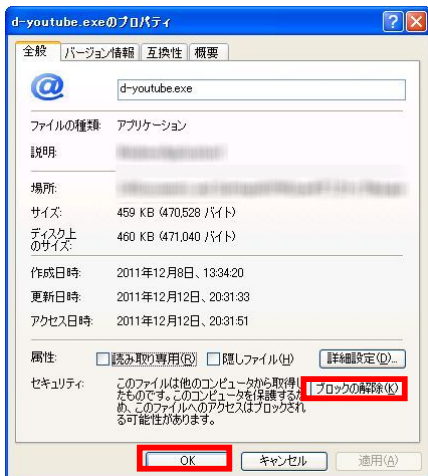 d-youtube.exeのプロパティ
全般 バージョン情報 互換性 概要
d-youtube.exe
ファイルの種類: アプリケーション
説明:
場所:
サイズ: 459 KB (470,528 バイト)
ディスク上
のサイズ: 460 KB (471,040 バイト)
作成日時: 2011年12月8日、13:34:20
更新日時: 2011年12月12日、20:31:33
アクセス日時: 2011年12月12日、20:31:51
属性: 読み取り専用(R) 隠しファイル(H) 詳細設定(D)...
セキュリティ: このファイルは他のコンピュータから取得し
たものです。このコンピュータを保護するた
め、このファイルへのアクセスはブロックされ
る可能性があります。
ブロックの解除(K)
OK キャンセル 適用(A)